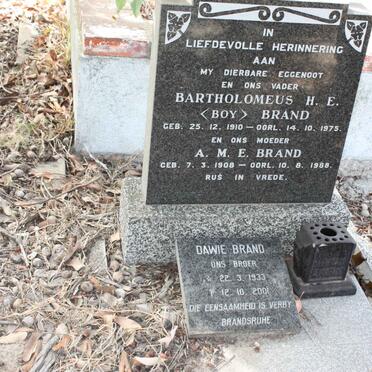 IN
LIEFDEVOLLE HERINNERING
AAN
MY DIERBARE EGGENOOT
EN ONS VADER
BARTHOLOMEUS H. E.
<BOY> BRAND
GEB. 25. 12. 1910 – OORL. 14. 10. 1975.
EN ONS MOEDER
A. M. E. BRAND
GEB. 7. 3. 1908 – OORL. 10. 8. 1988.
RUS IN VREDE.
DAWIE BRAND
ONS BROER
* 22. 3. 1933
† 12. 10. 2001
DIE EENSAAMHEID IS VERBY
BRANDSRUHE